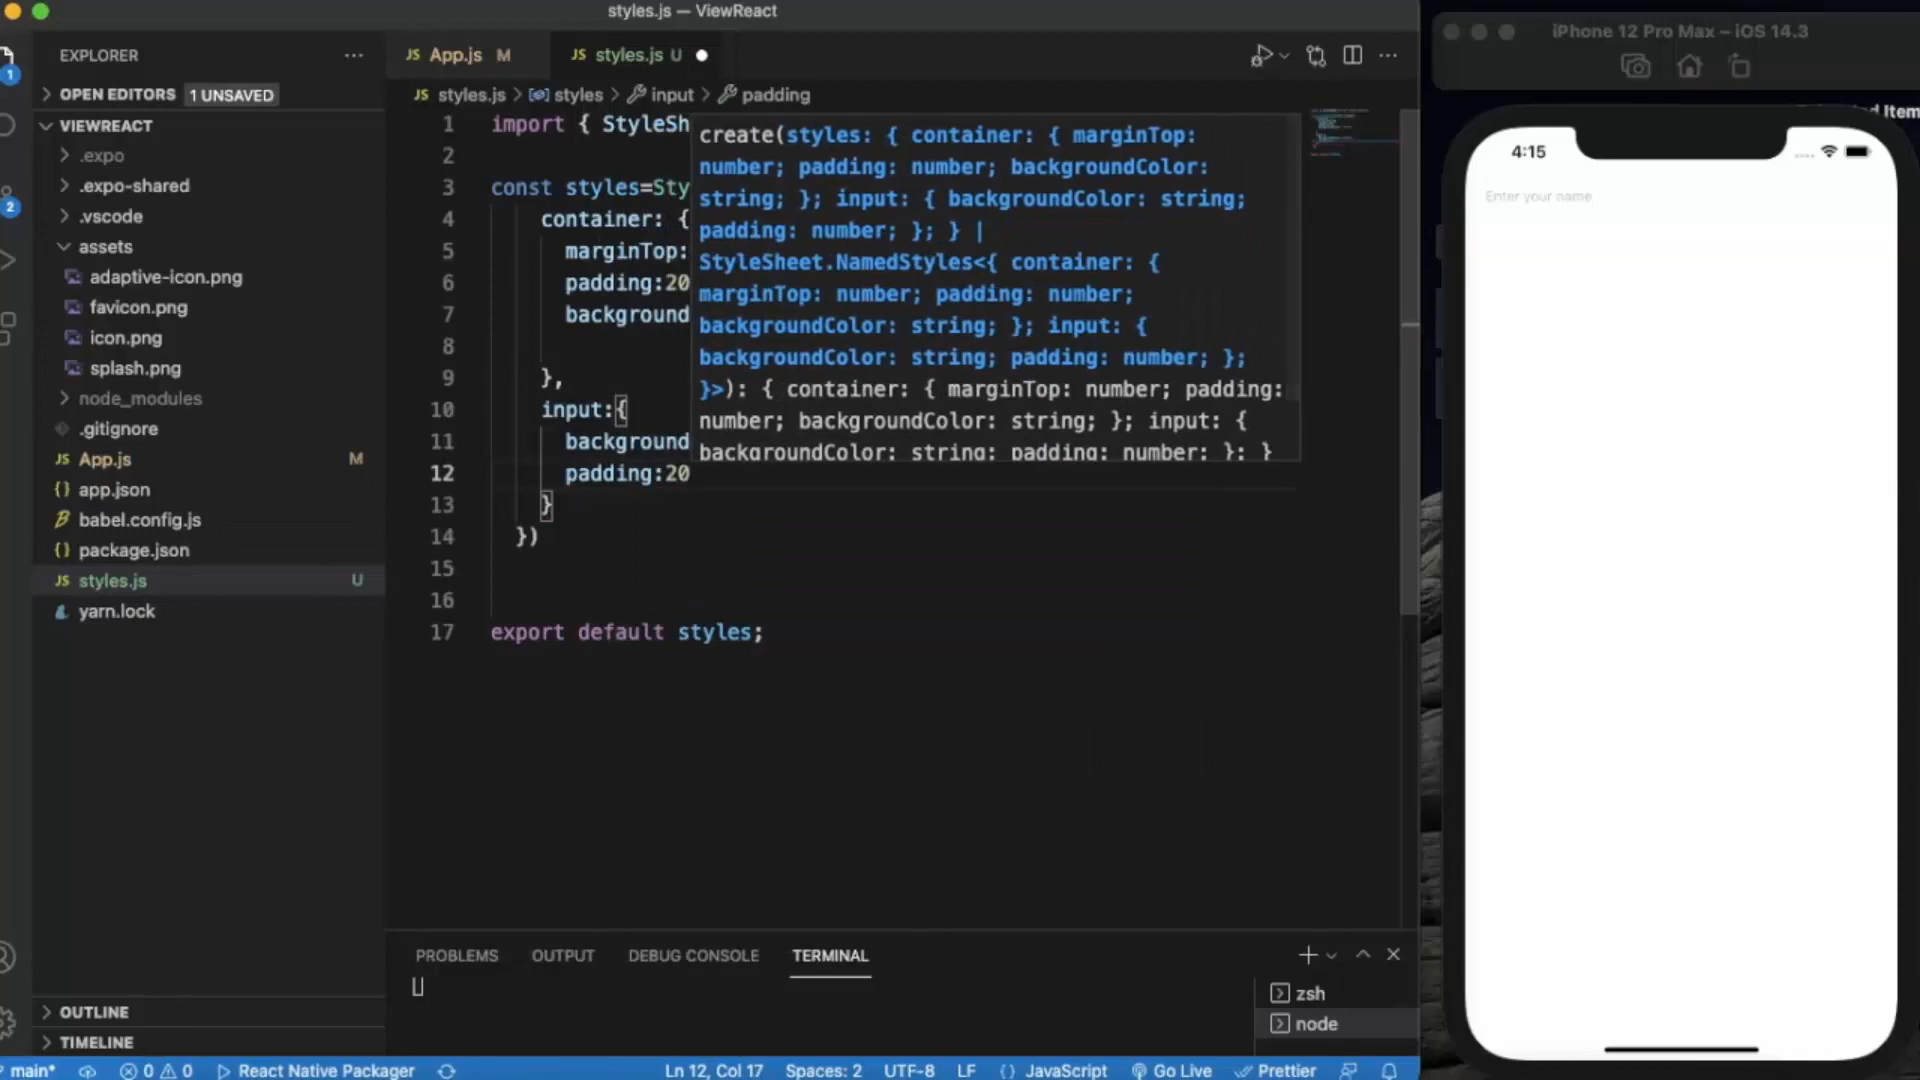 styles.js — ViewReact
EXPLORER
OPEN EDITORS 1 UNSAVED
VIEWREACT
.expo
.expo-shared
.vscode
assets
adaptive-icon.png
favicon.png
icon.png
splash.png
node_modules
.gitignore
JS App.js M
{} app.json
babel.config.js
{} package.json
JS styles.js U
yarn.lock
OUTLINE
TIMELINE
1
2
JS App.js M
JS styles.js U
JS styles.js > styles > input > padding
1 import { StyleSh
2
3 const styles=Sty
4 container: {
5 marginTop:
6 padding:20
7 background
8
9 },
10 input:{
11 background
12 padding:20
13 }
14 })
15
16
17 export default styles;
create(styles: { container: { marginTop:
number; padding: number; backgroundColor:
string; }; input: { backgroundColor: string;
padding: number; }; } |
StyleSheet.NamedStyles<{ container: {
marginTop: number; padding: number;
backgroundColor: string; }; input: {
backgroundColor: string; padding: number; };
}>): { container: { marginTop: number; padding:
number; backgroundColor: string; }; input: {
backgroundColor: string; padding: number; }; }
PROBLEMS OUTPUT DEBUG CONSOLE TERMINAL
zsh
node
main* 0 0 React Native Packager Ln 12, Col 17 Spaces: 2 UTF-8 LF {} JavaScript Go Live Prettier
iPhone 12 Pro Max – iOS 14.3
4:15
Enter your name